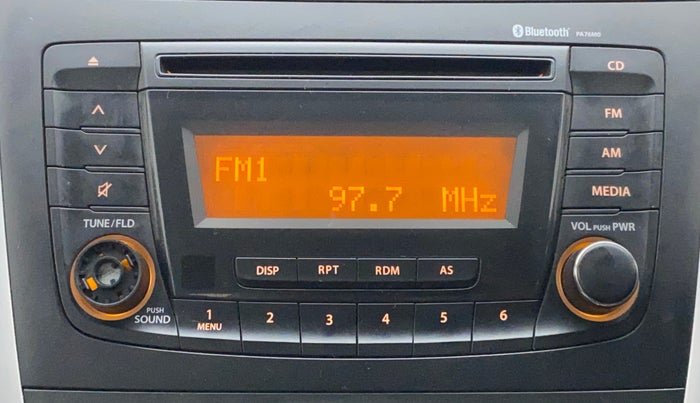 Bluetooth PA70M0
CD
FM
AM
MEDIA
FM1
97.7 MHz
TUNE/FLD
VOL PUSH PWR
DISP RPT RDM AS
PUSH SOUND
1 MENU 2 3 4 5 6